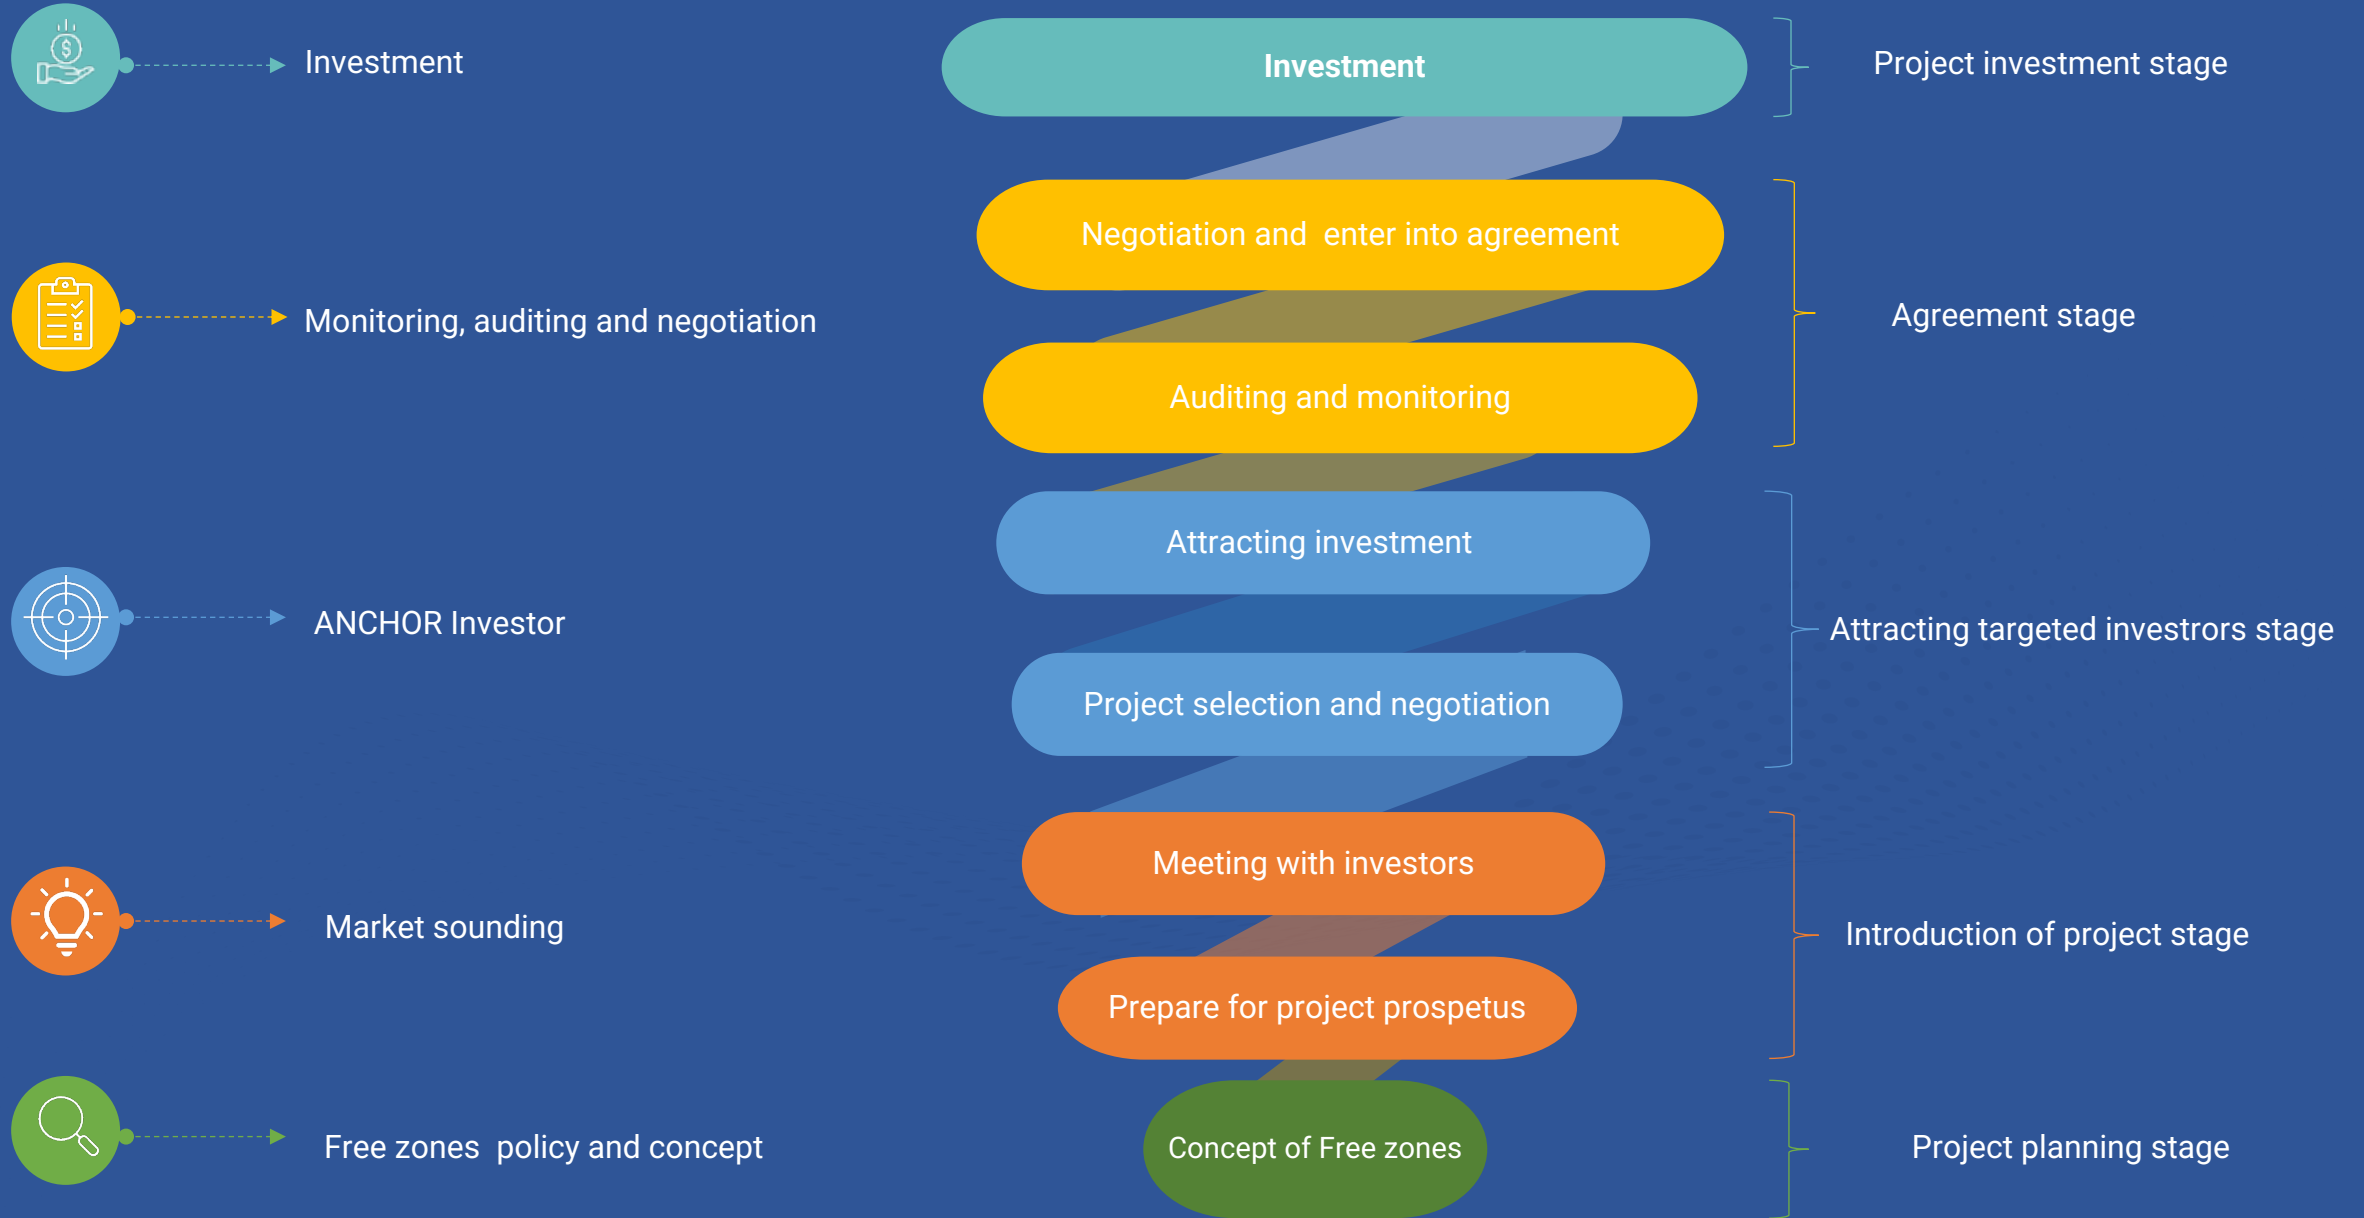 Investment
Investment
Project investment stage
Negotiation and  enter into agreement
Monitoring, auditing and negotiation
Agreement stage
Auditing and monitoring
Attracting investment
ANCHOR Investor
Attracting targeted investrors stage
Project selection and negotiation
Meeting with investors
Market sounding
Introduction of project stage
Prepare for project prospetus
Free zones  policy and concept
Concept of Free zones
Project planning stage